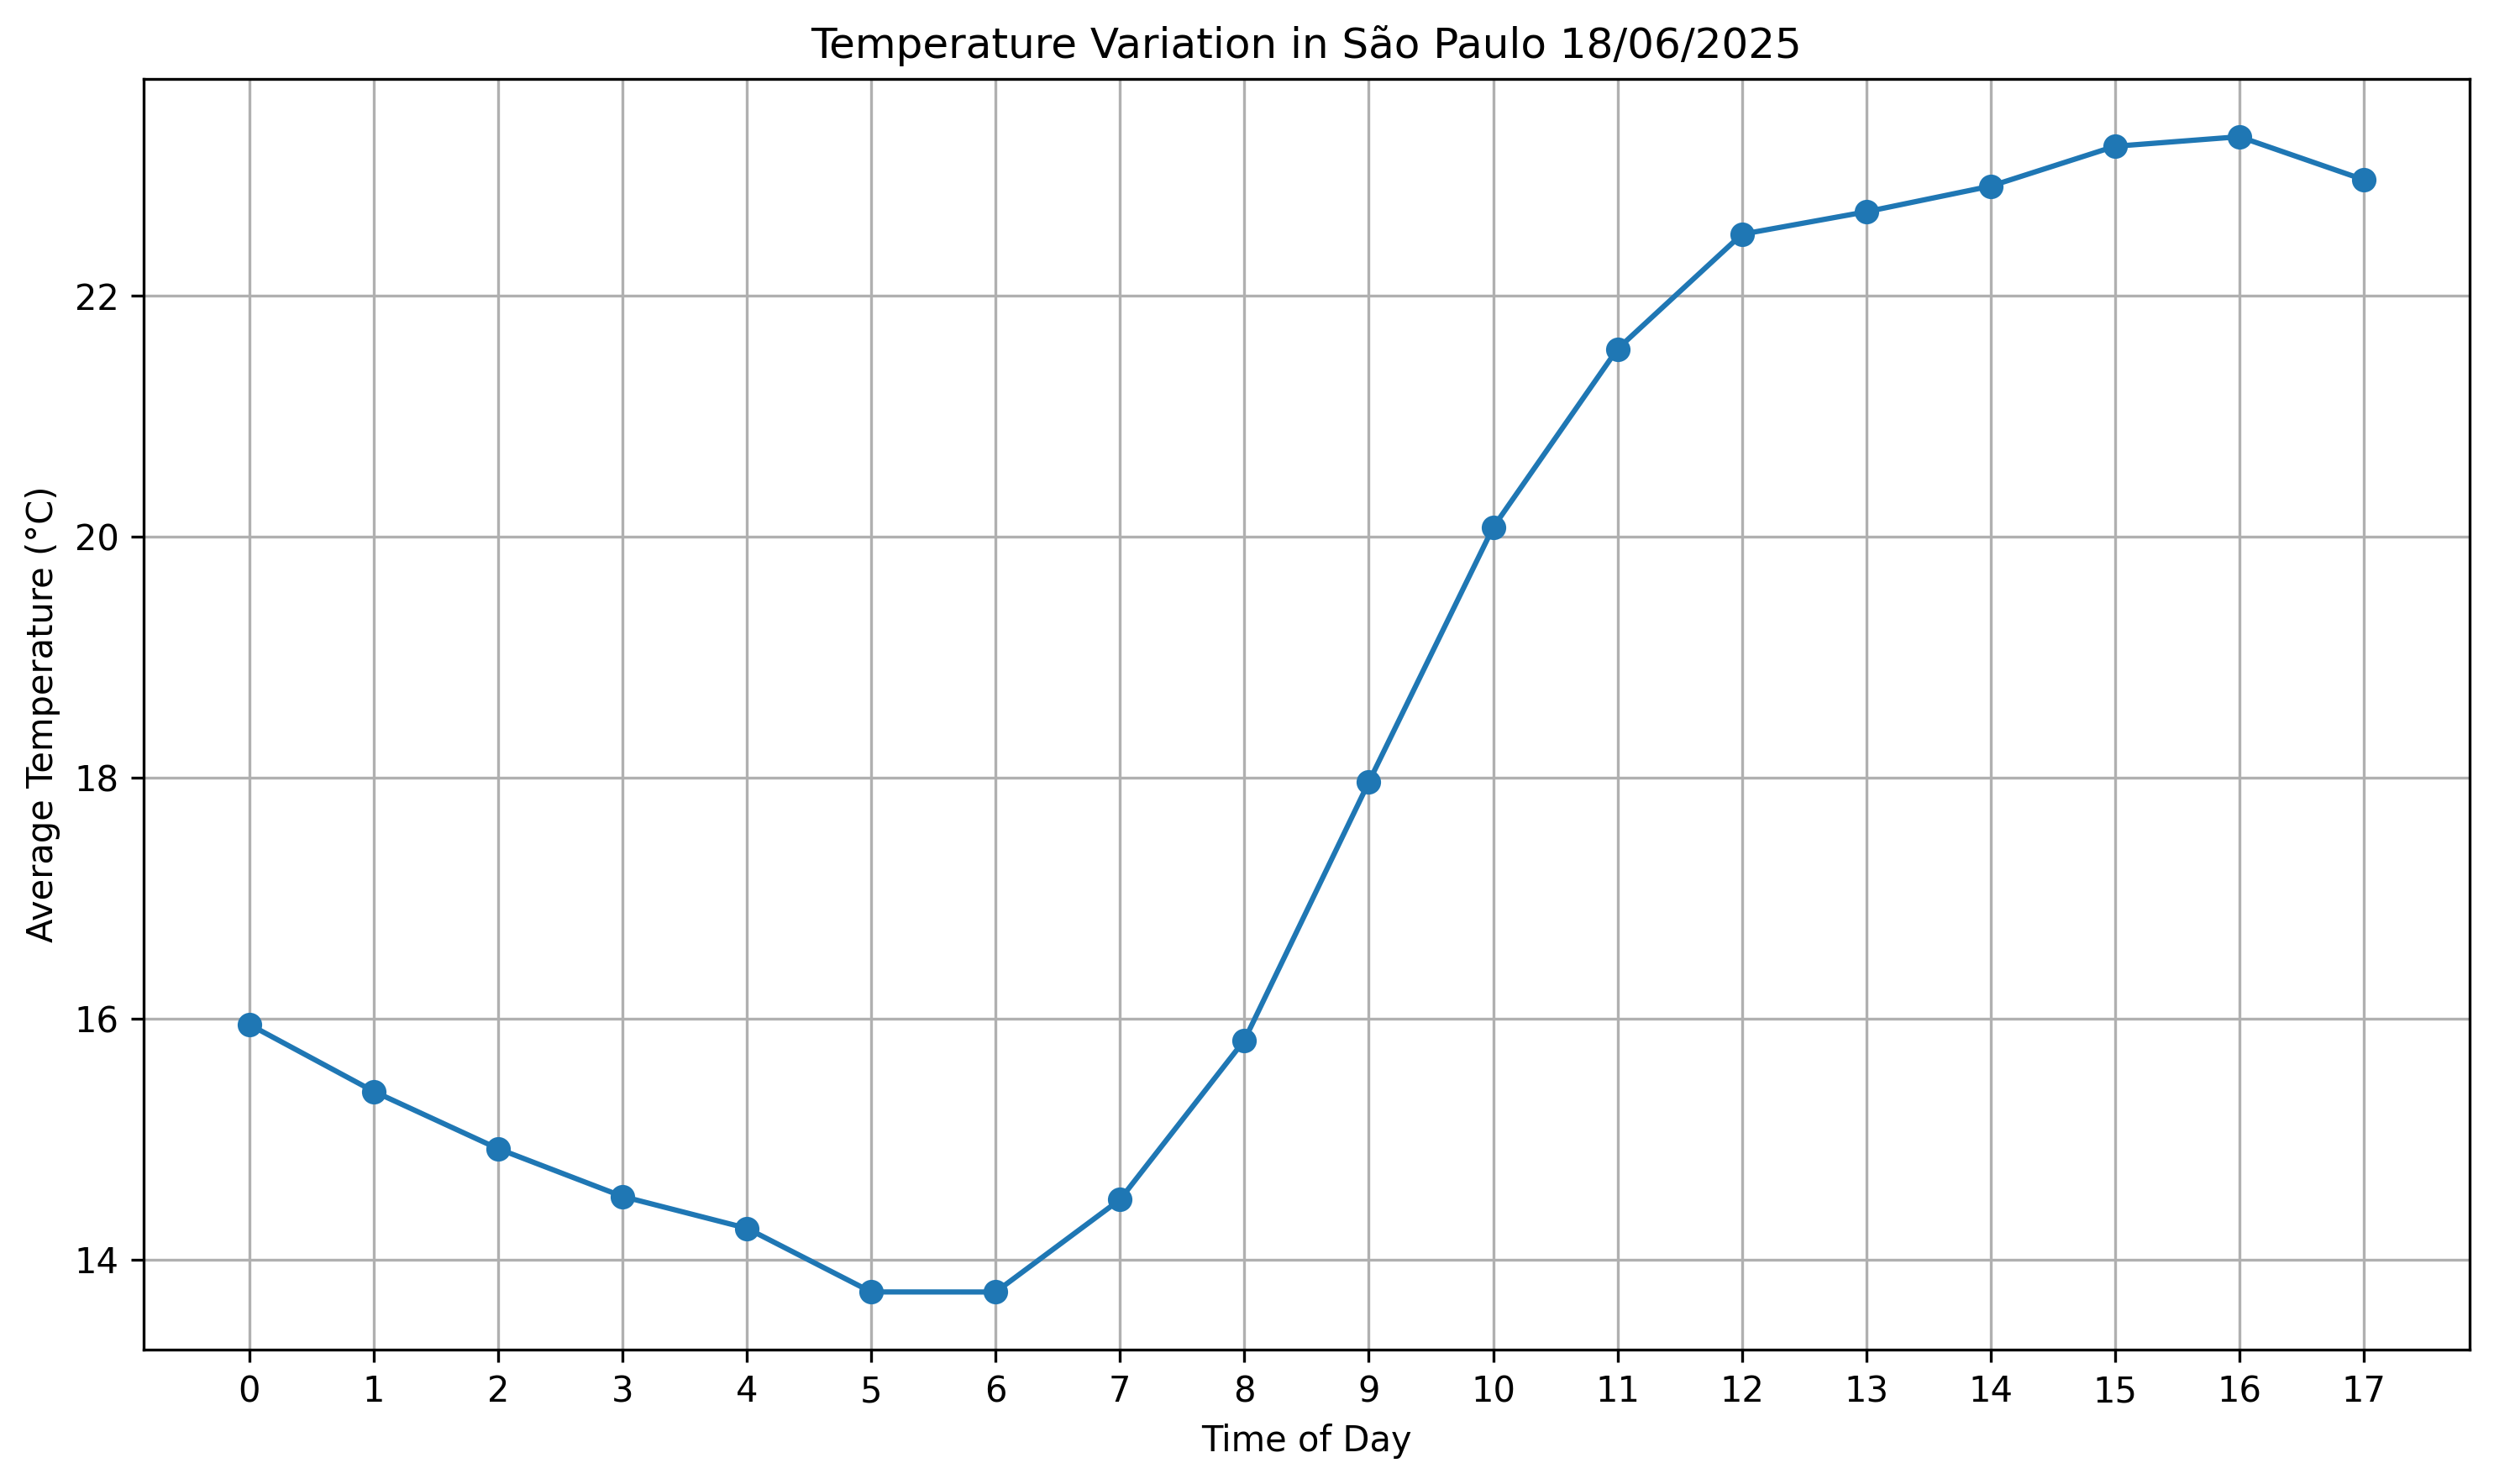 Temperature Variation in São Paulo 18/06/2025
Average Temperature (°C)
22
20
18
16
14
0 1 2 3 4 5 6 7 8 9 10 11 12 13 14 15 16 17
Time of Day